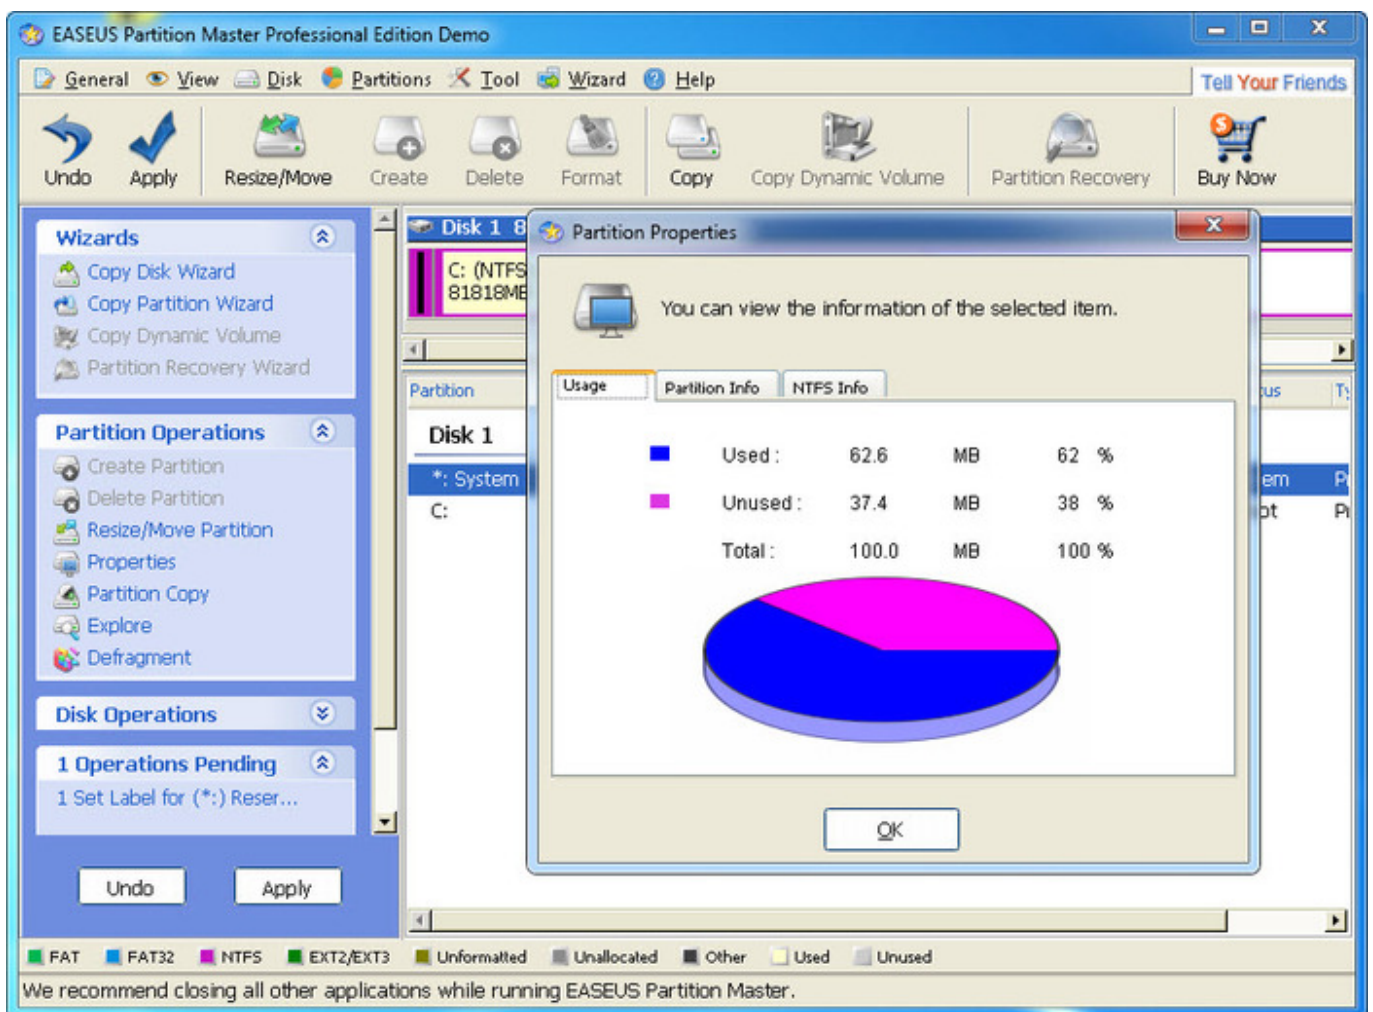 EASEUS Partition Master Professional Edition Demo
General View Disk Partitions Tool Wizard Help
Tell Your Friends
Undo Apply Resize/Move Create Delete Format Copy Copy Dynamic Volume Partition Recovery Buy Now
Wizards
Copy Disk Wizard
Copy Partition Wizard
Copy Dynamic Volume
Partition Recovery Wizard
Partition Operations
Create Partition
Delete Partition
Resize/Move Partition
Properties
Partition Copy
Explore
Defragment
Disk Operations
1 Operations Pending
1 Set Label for (*:) Reser...
Undo Apply
Disk 1 8
C: (NTFS
81818MB
Partition
Disk 1
*: System
C:
Partition Properties
You can view the information of the selected item.
Usage Partition Info NTFS Info
Used : 62.6 MB 62 %
Unused : 37.4 MB 38 %
Total : 100.0 MB 100 %
OK
FAT FAT32 NTFS EXT2/EXT3 Unformatted Unallocated Other Used Unused
We recommend closing all other applications while running EASEUS Partition Master.